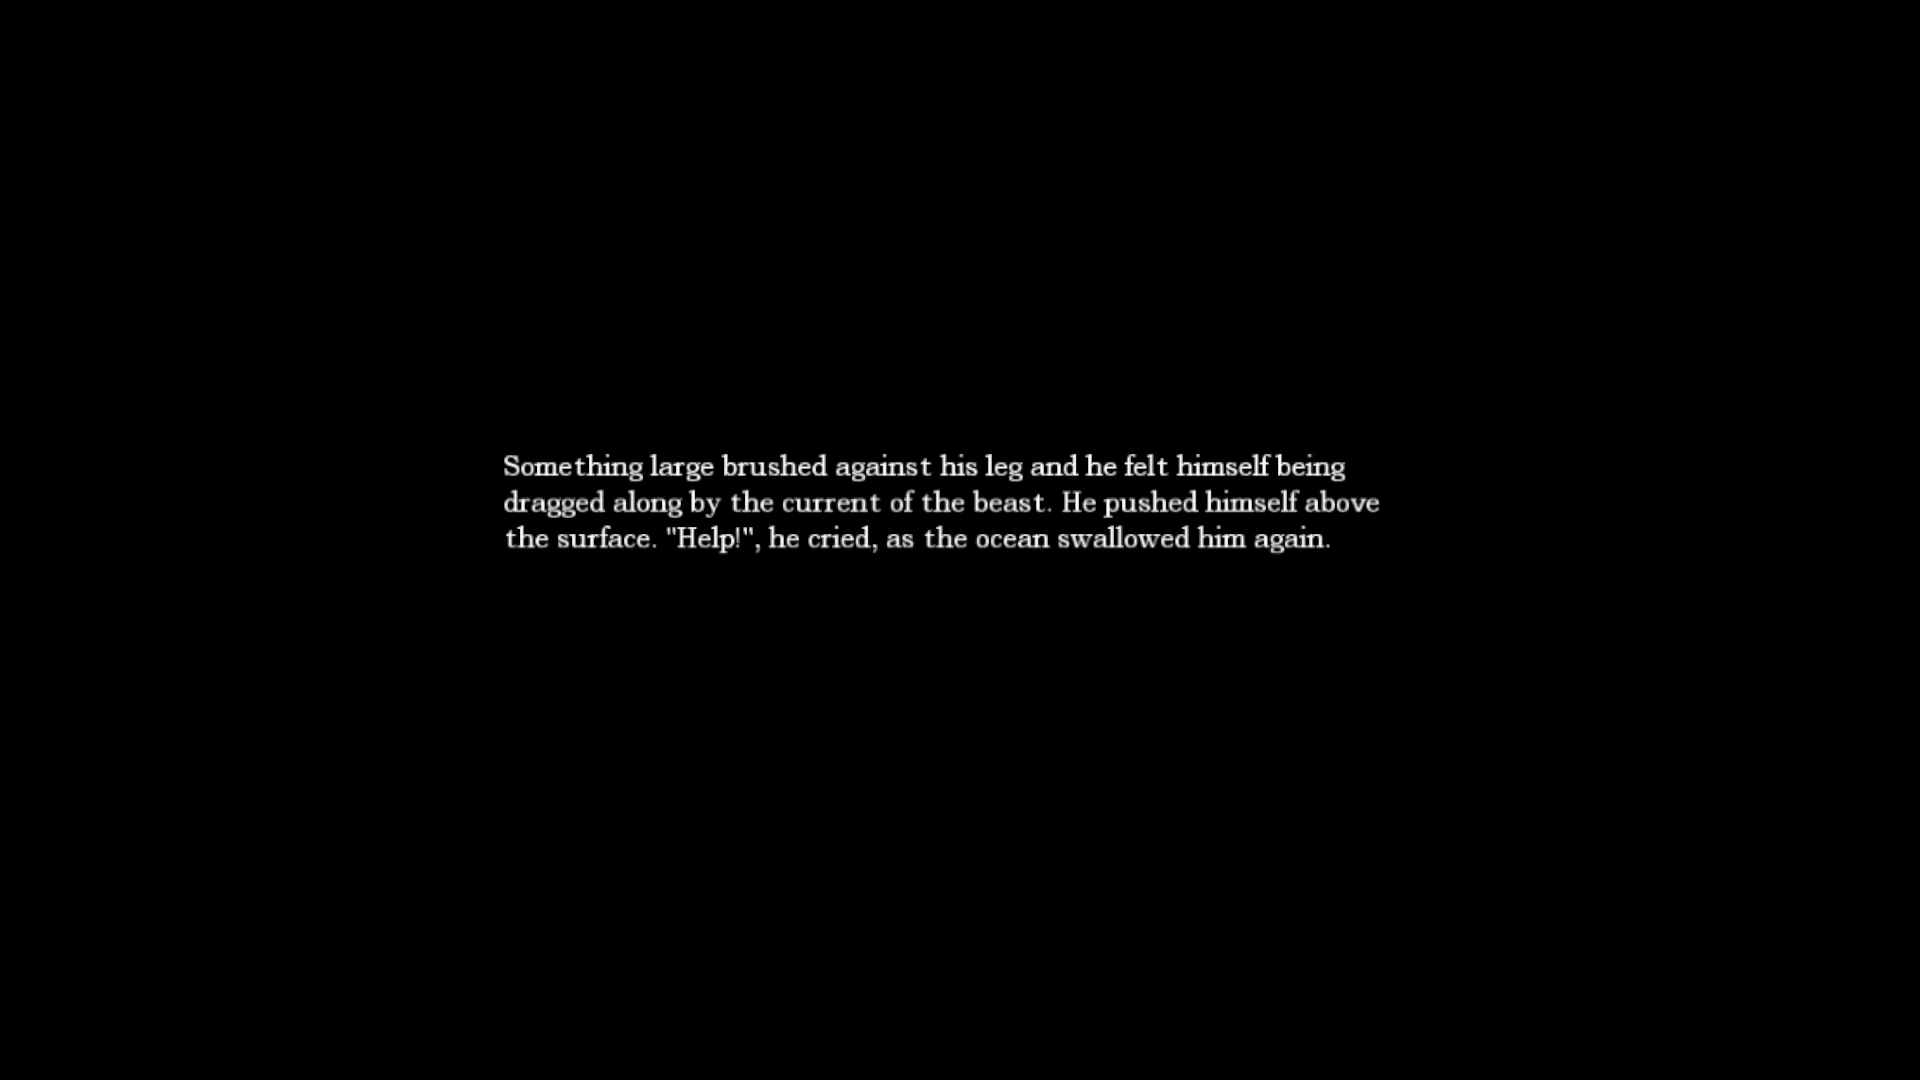 Something large brushed against his leg and he felt himself being
dragged along by the current of the beast. He pushed himself above
the surface. "Help!", he cried, as the ocean swallowed him again.